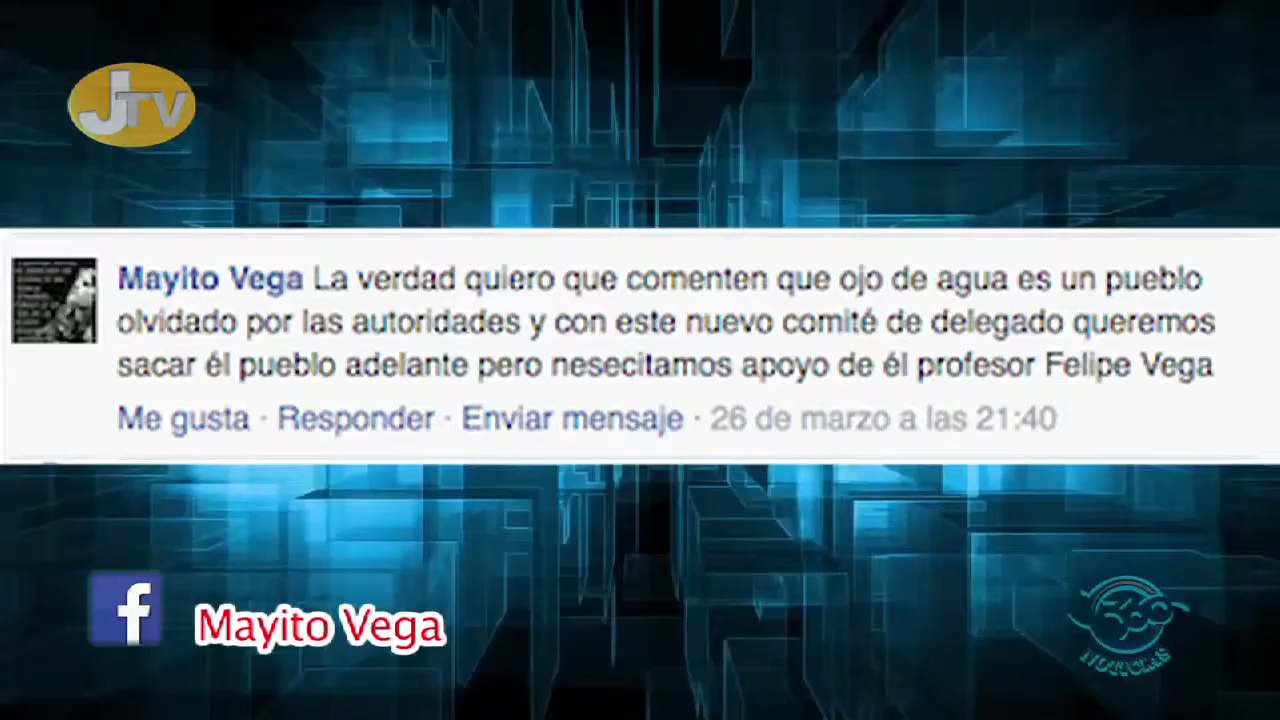 JTV
Mayito Vega La verdad quiero que comenten que ojo de agua es un pueblo
olvidado por las autoridades y con este nuevo comité de delegado queremos
sacar él pueblo adelante pero nesecitamos apoyo de él profesor Felipe Vega
Me gusta · Responder · Enviar mensaje · 26 de marzo a las 21:40
f
Mayito Vega
NOTICIAS